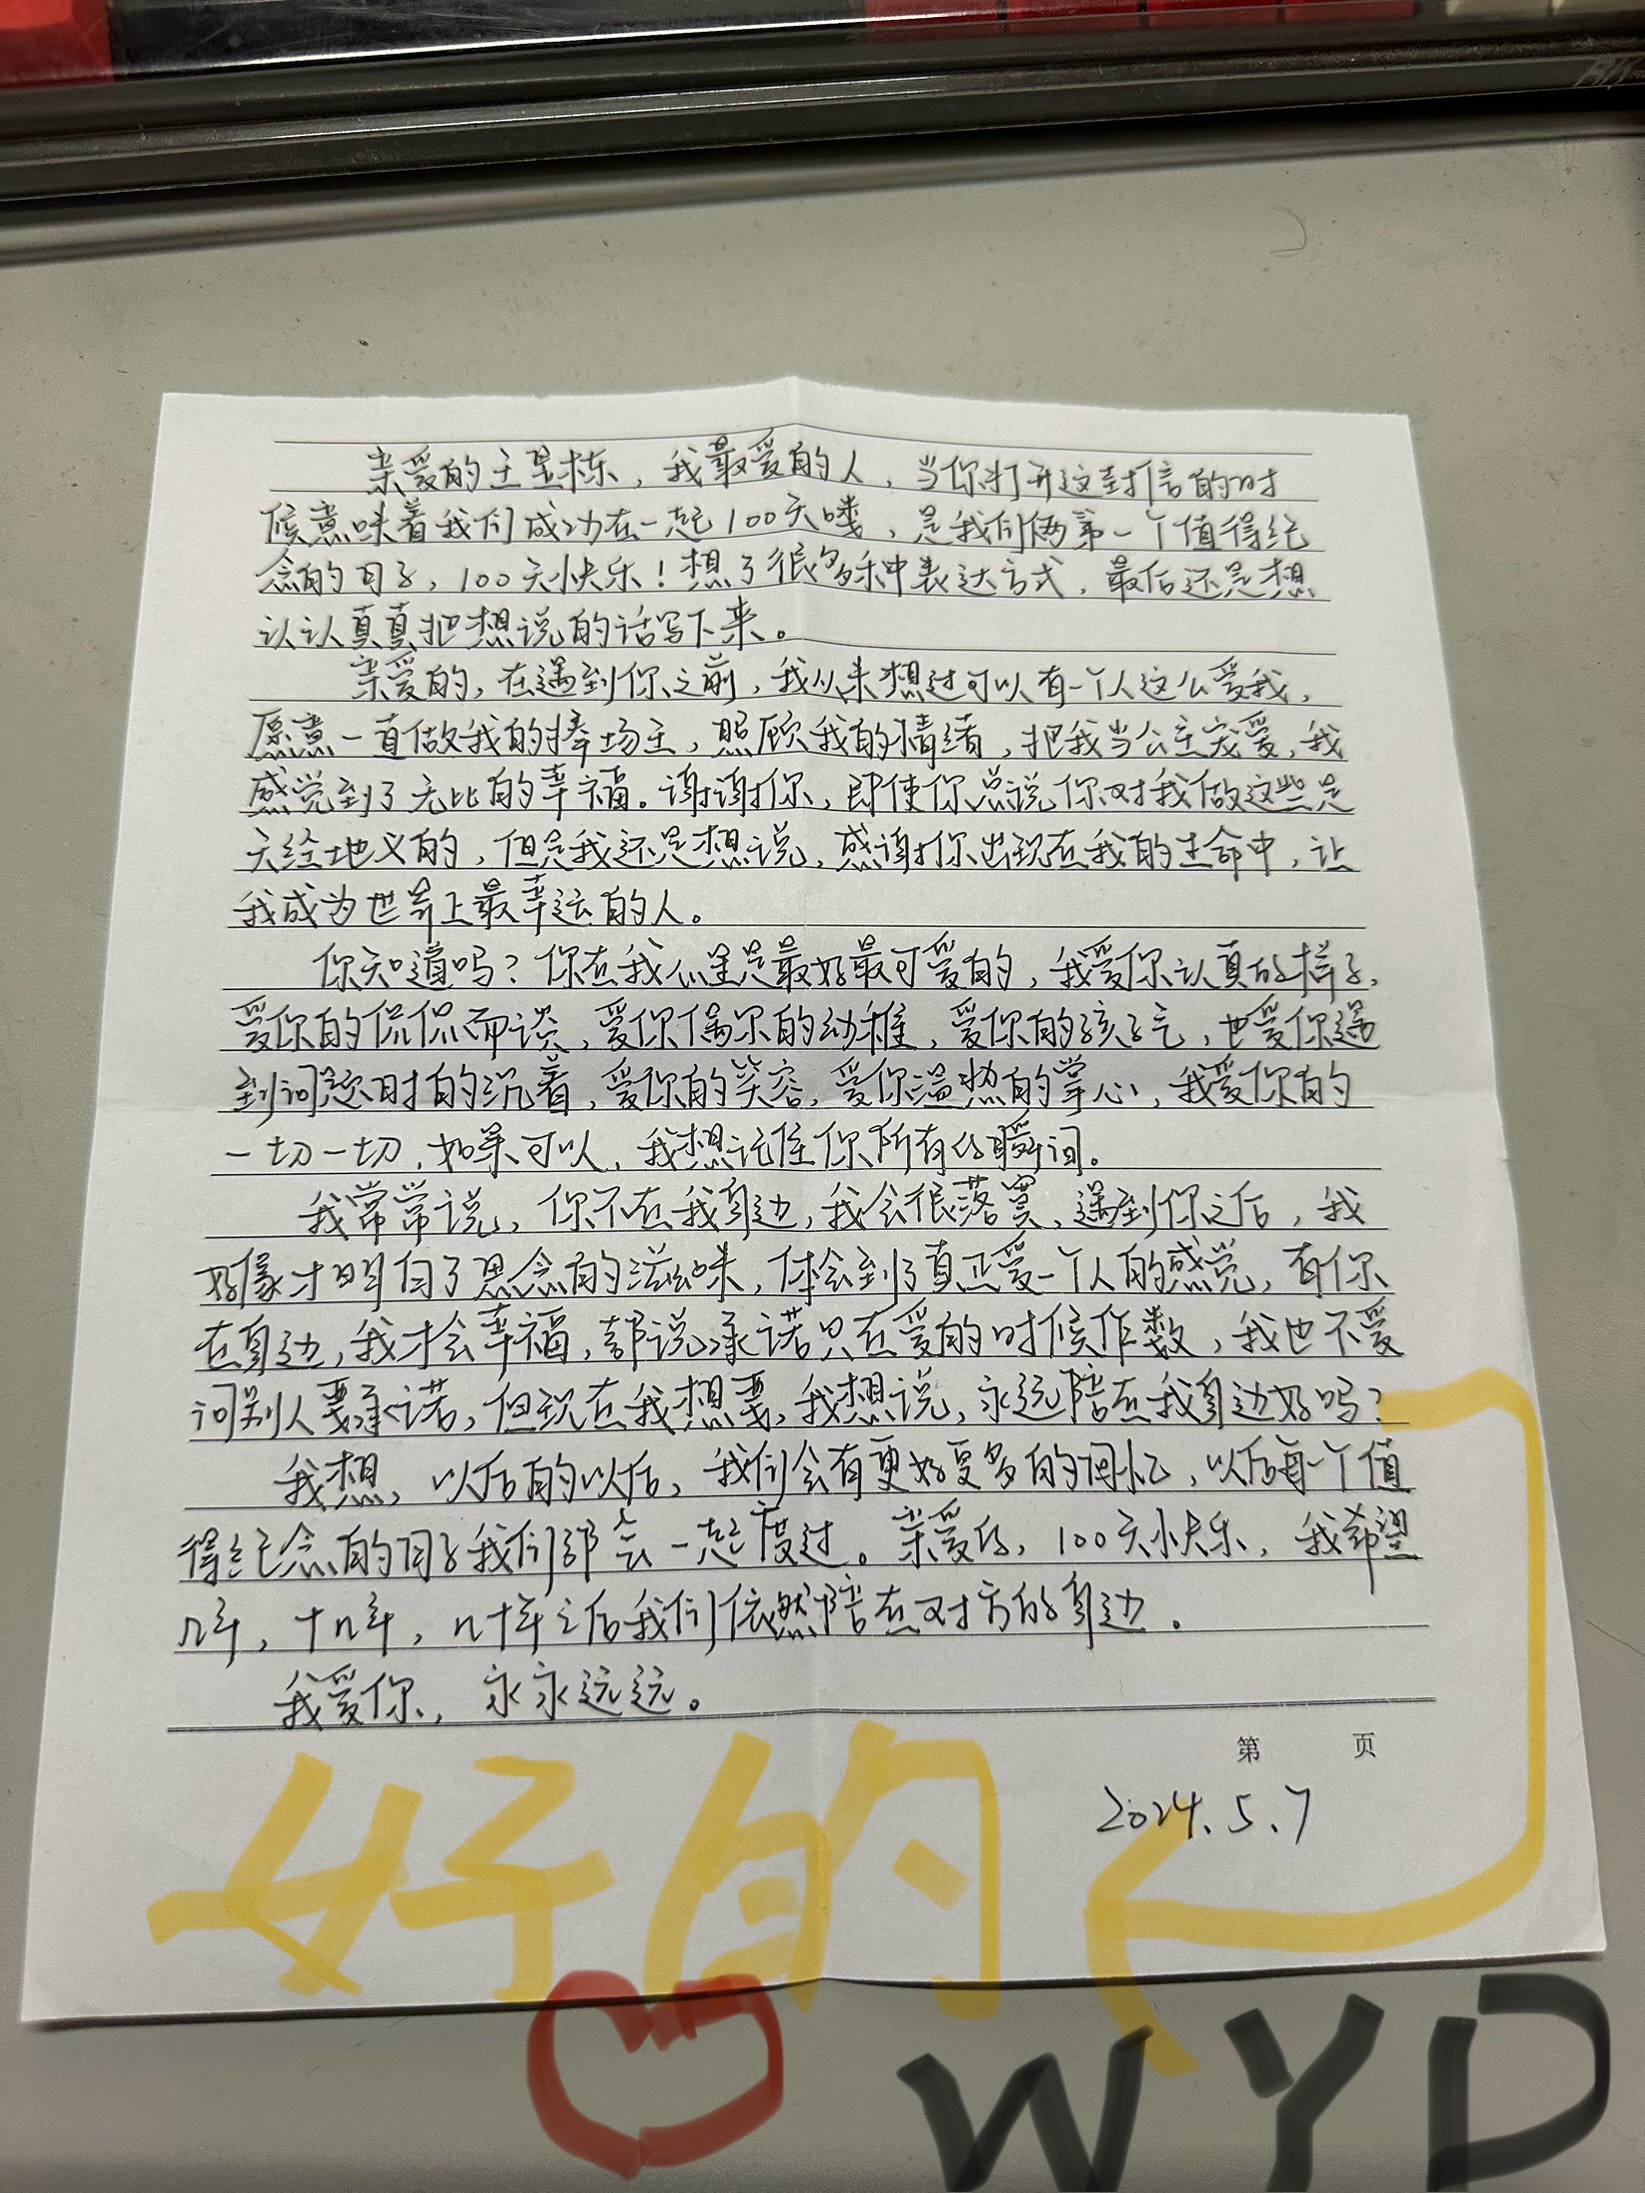 亲爱的王昱栋，我最爱的人，当你打开这封信的时
候意味着我们成功在一起100天喽，是我们俩第一个值得纪
念的日子，100天快乐！想了很多种表达方式，最后还是想
认认真真把想说的话写下来。
亲爱的，在遇到你之前，我从未想过可以有一个人这么爱我，
愿意一直做我的捧场王，照顾我的情绪，把我当公主宠爱，我
感觉到了无比的幸福。谢谢你，即使你总说你对我做这些是
天经地义的，但是我还是想说，感谢你出现在我的生命中，让
我成为世界上最幸运的人。
你知道吗？你在我心里是最好最可爱的，我爱你认真的样子，
爱你的侃侃而谈，爱你偶尔的幼稚，爱你的孩子气，也爱你遇
到问题时的沉着，爱你的笑容，爱你温热的掌心，我爱你的
一切一切，如果可以，我想记住你所有的瞬间。
我常常说，你不在我身边，我会很落寞，遇到你之后，我
好像才明白了思念的滋味，体会到了真正爱一个人的感觉，有你
在身边，我才会幸福，都说承诺只在爱的时候作数，我也不爱
问别人要承诺，但现在我想要，我想说，永远陪在我身边好吗？
我想，以后的以后，我们会有更好更多的回忆，以后每一个值
得纪念的日子我们都会一起度过。亲爱的，100天快乐，我希望
几年，十几年，几十年之后我们依然陪在对方的身边。
我爱你，永永远远。
第 页
2024.5.7
好的
WYD